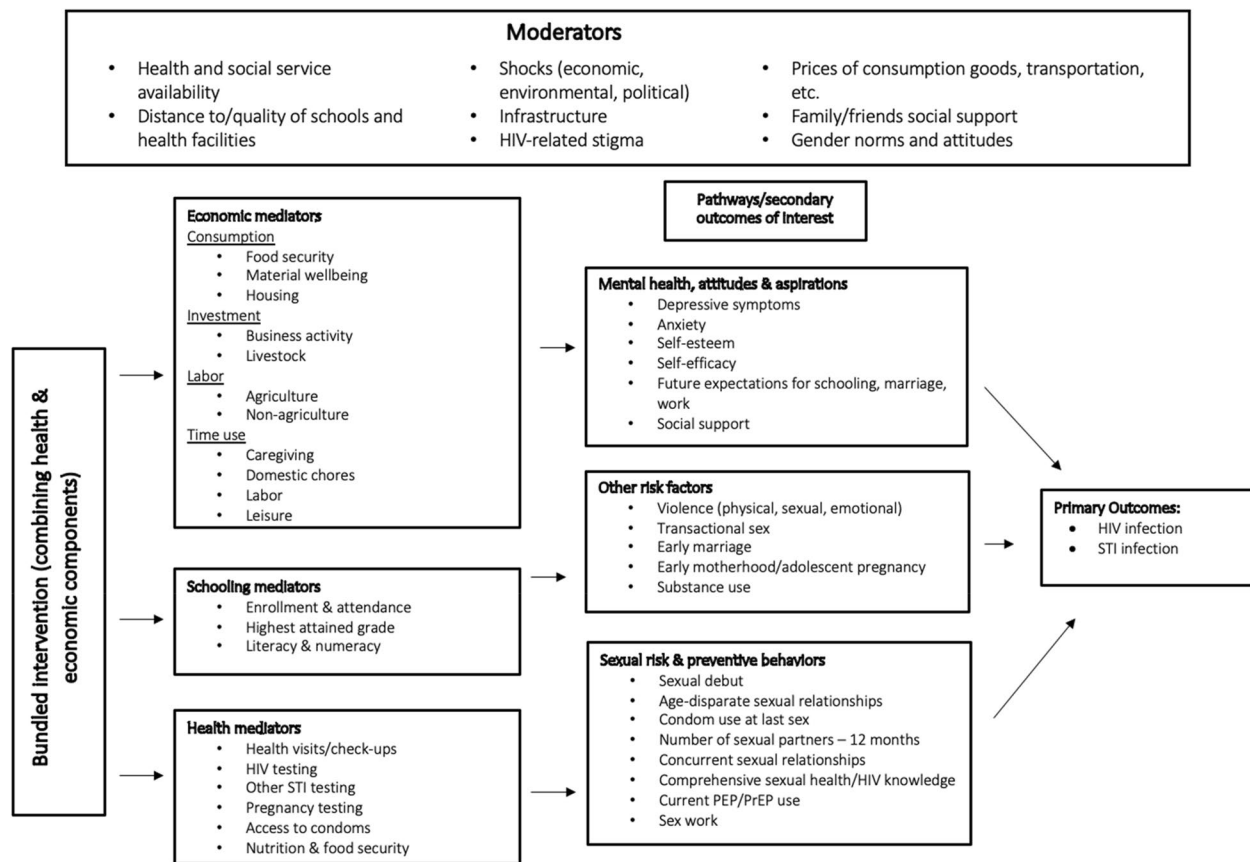 Moderators
• Health and social service
availability
• Distance to/quality of schools and
health facilities
• Shocks (economic,
environmental, political)
• Infrastructure
• HIV-related stigma
• Prices of consumption goods, transportation,
etc.
• Family/friends social support
• Gender norms and attitudes
Pathways/secondary
outcomes of interest
Bundled intervention (combining health &
economic components)
Economic mediators
Consumption
• Food security
• Material wellbeing
• Housing
Investment
• Business activity
• Livestock
Labor
• Agriculture
• Non-agriculture
Time use
• Caregiving
• Domestic chores
• Labor
• Leisure
Schooling mediators
• Enrollment & attendance
• Highest attained grade
• Literacy & numeracy
Health mediators
• Health visits/check-ups
• HIV testing
• Other STI testing
• Pregnancy testing
• Access to condoms
• Nutrition & food security
Mental health, attitudes & aspirations
• Depressive symptoms
• Anxiety
• Self-esteem
• Self-efficacy
• Future expectations for schooling, marriage,
work
• Social support
Other risk factors
• Violence (physical, sexual, emotional)
• Transactional sex
• Early marriage
• Early motherhood/adolescent pregnancy
• Substance use
Sexual risk & preventive behaviors
• Sexual debut
• Age-disparate sexual relationships
• Condom use at last sex
• Number of sexual partners – 12 months
• Concurrent sexual relationships
• Comprehensive sexual health/HIV knowledge
• Current PEP/PrEP use
• Sex work
Primary Outcomes:
• HIV infection
• STI infection